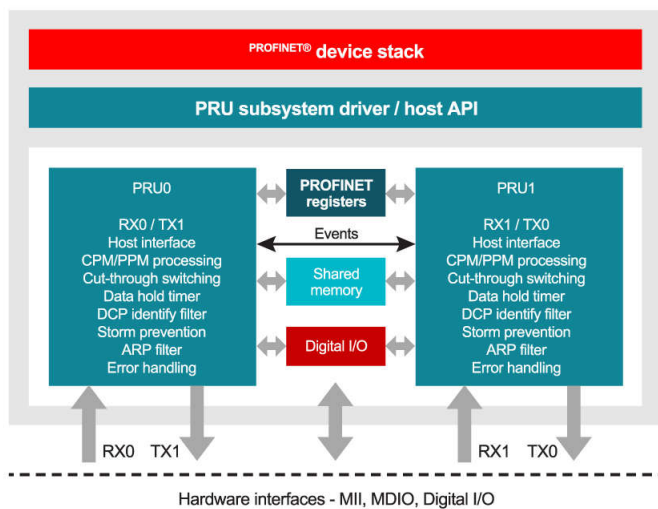 PROFINET® device stack
PRU subsystem driver / host API
PRU0
RX0 / TX1
Host interface
CPM/PPM processing
Cut-through switching
Data hold timer
DCP identify filter
Storm prevention
ARP filter
Error handling
PROFINET
registers
Events
Shared
memory
Digital I/O
PRU1
RX1 / TX0
Host interface
CPM/PPM processing
Cut-through switching
Data hold timer
DCP identify filter
Storm prevention
ARP filter
Error handling
RX0 TX1
RX1 TX0
Hardware interfaces - MII, MDIO, Digital I/O